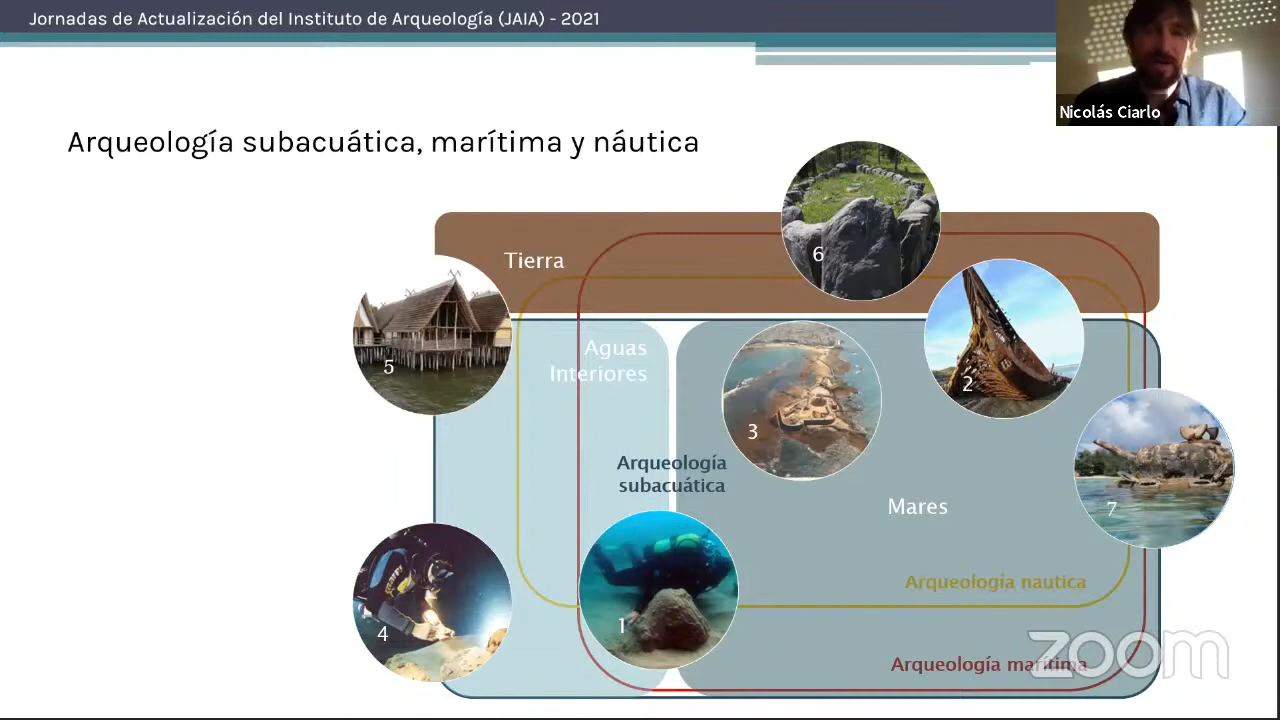 Jornadas de Actualización del Instituto de Arqueología (JAIA) - 2021
Nicolás Ciarlo
Arqueología subacuática, marítima y náutica
6
Tierra
5
Aguas
Interiores
2
3
Arqueología
subacuática
Mares
7
Arqueología nautica
1
4
Arqueología marítima
zoom